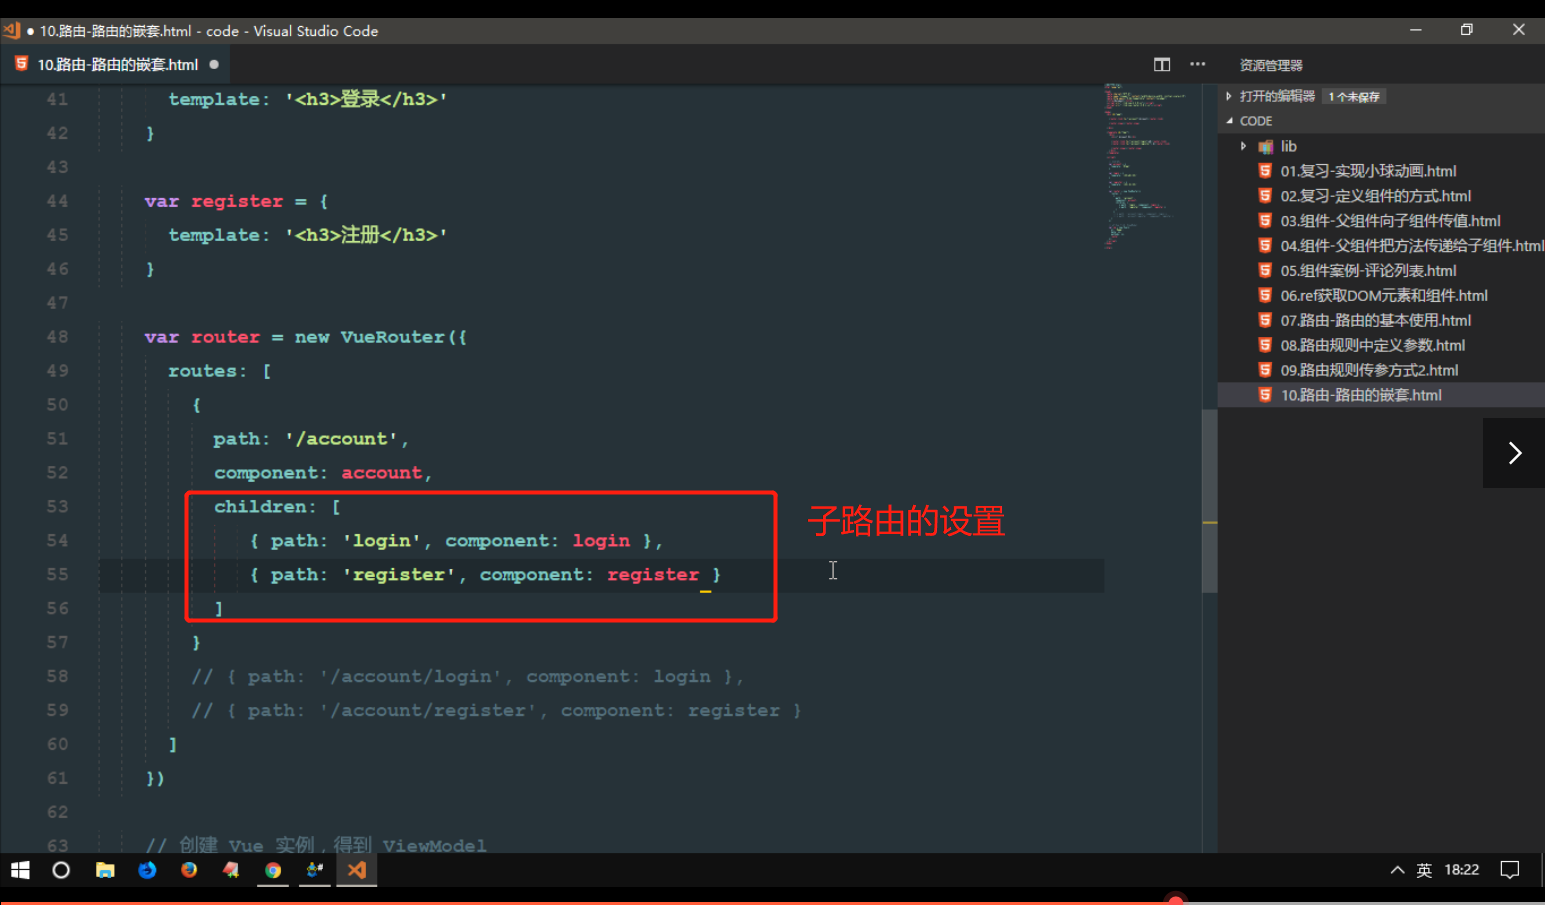 ● 10.路由-路由的嵌套.html - code - Visual Studio Code
10.路由-路由的嵌套.html ●
41 template: '<h3>登录</h3>'
42 }
43
44 var register = {
45 template: '<h3>注册</h3>'
46 }
47
48 var router = new VueRouter({
49 routes: [
50 {
51 path: '/account',
52 component: account,
53 children: [
54 { path: 'login', component: login },
55 { path: 'register', component: register }
56 ]
57 }
58 // { path: '/account/login', component: login },
59 // { path: '/account/register', component: register }
60 ]
61 })
62
63 // 创建 Vue 实例，得到 ViewModel
子路由的设置
资源管理器
打开的编辑器 1 个未保存
CODE
lib
01.复习-实现小球动画.html
02.复习-定义组件的方式.html
03.组件-父组件向子组件传值.html
04.组件-父组件把方法传递给子组件.html
05.组件案例-评论列表.html
06.ref获取DOM元素和组件.html
07.路由-路由的基本使用.html
08.路由规则中定义参数.html
09.路由规则传参方式2.html
10.路由-路由的嵌套.html
英 18:22